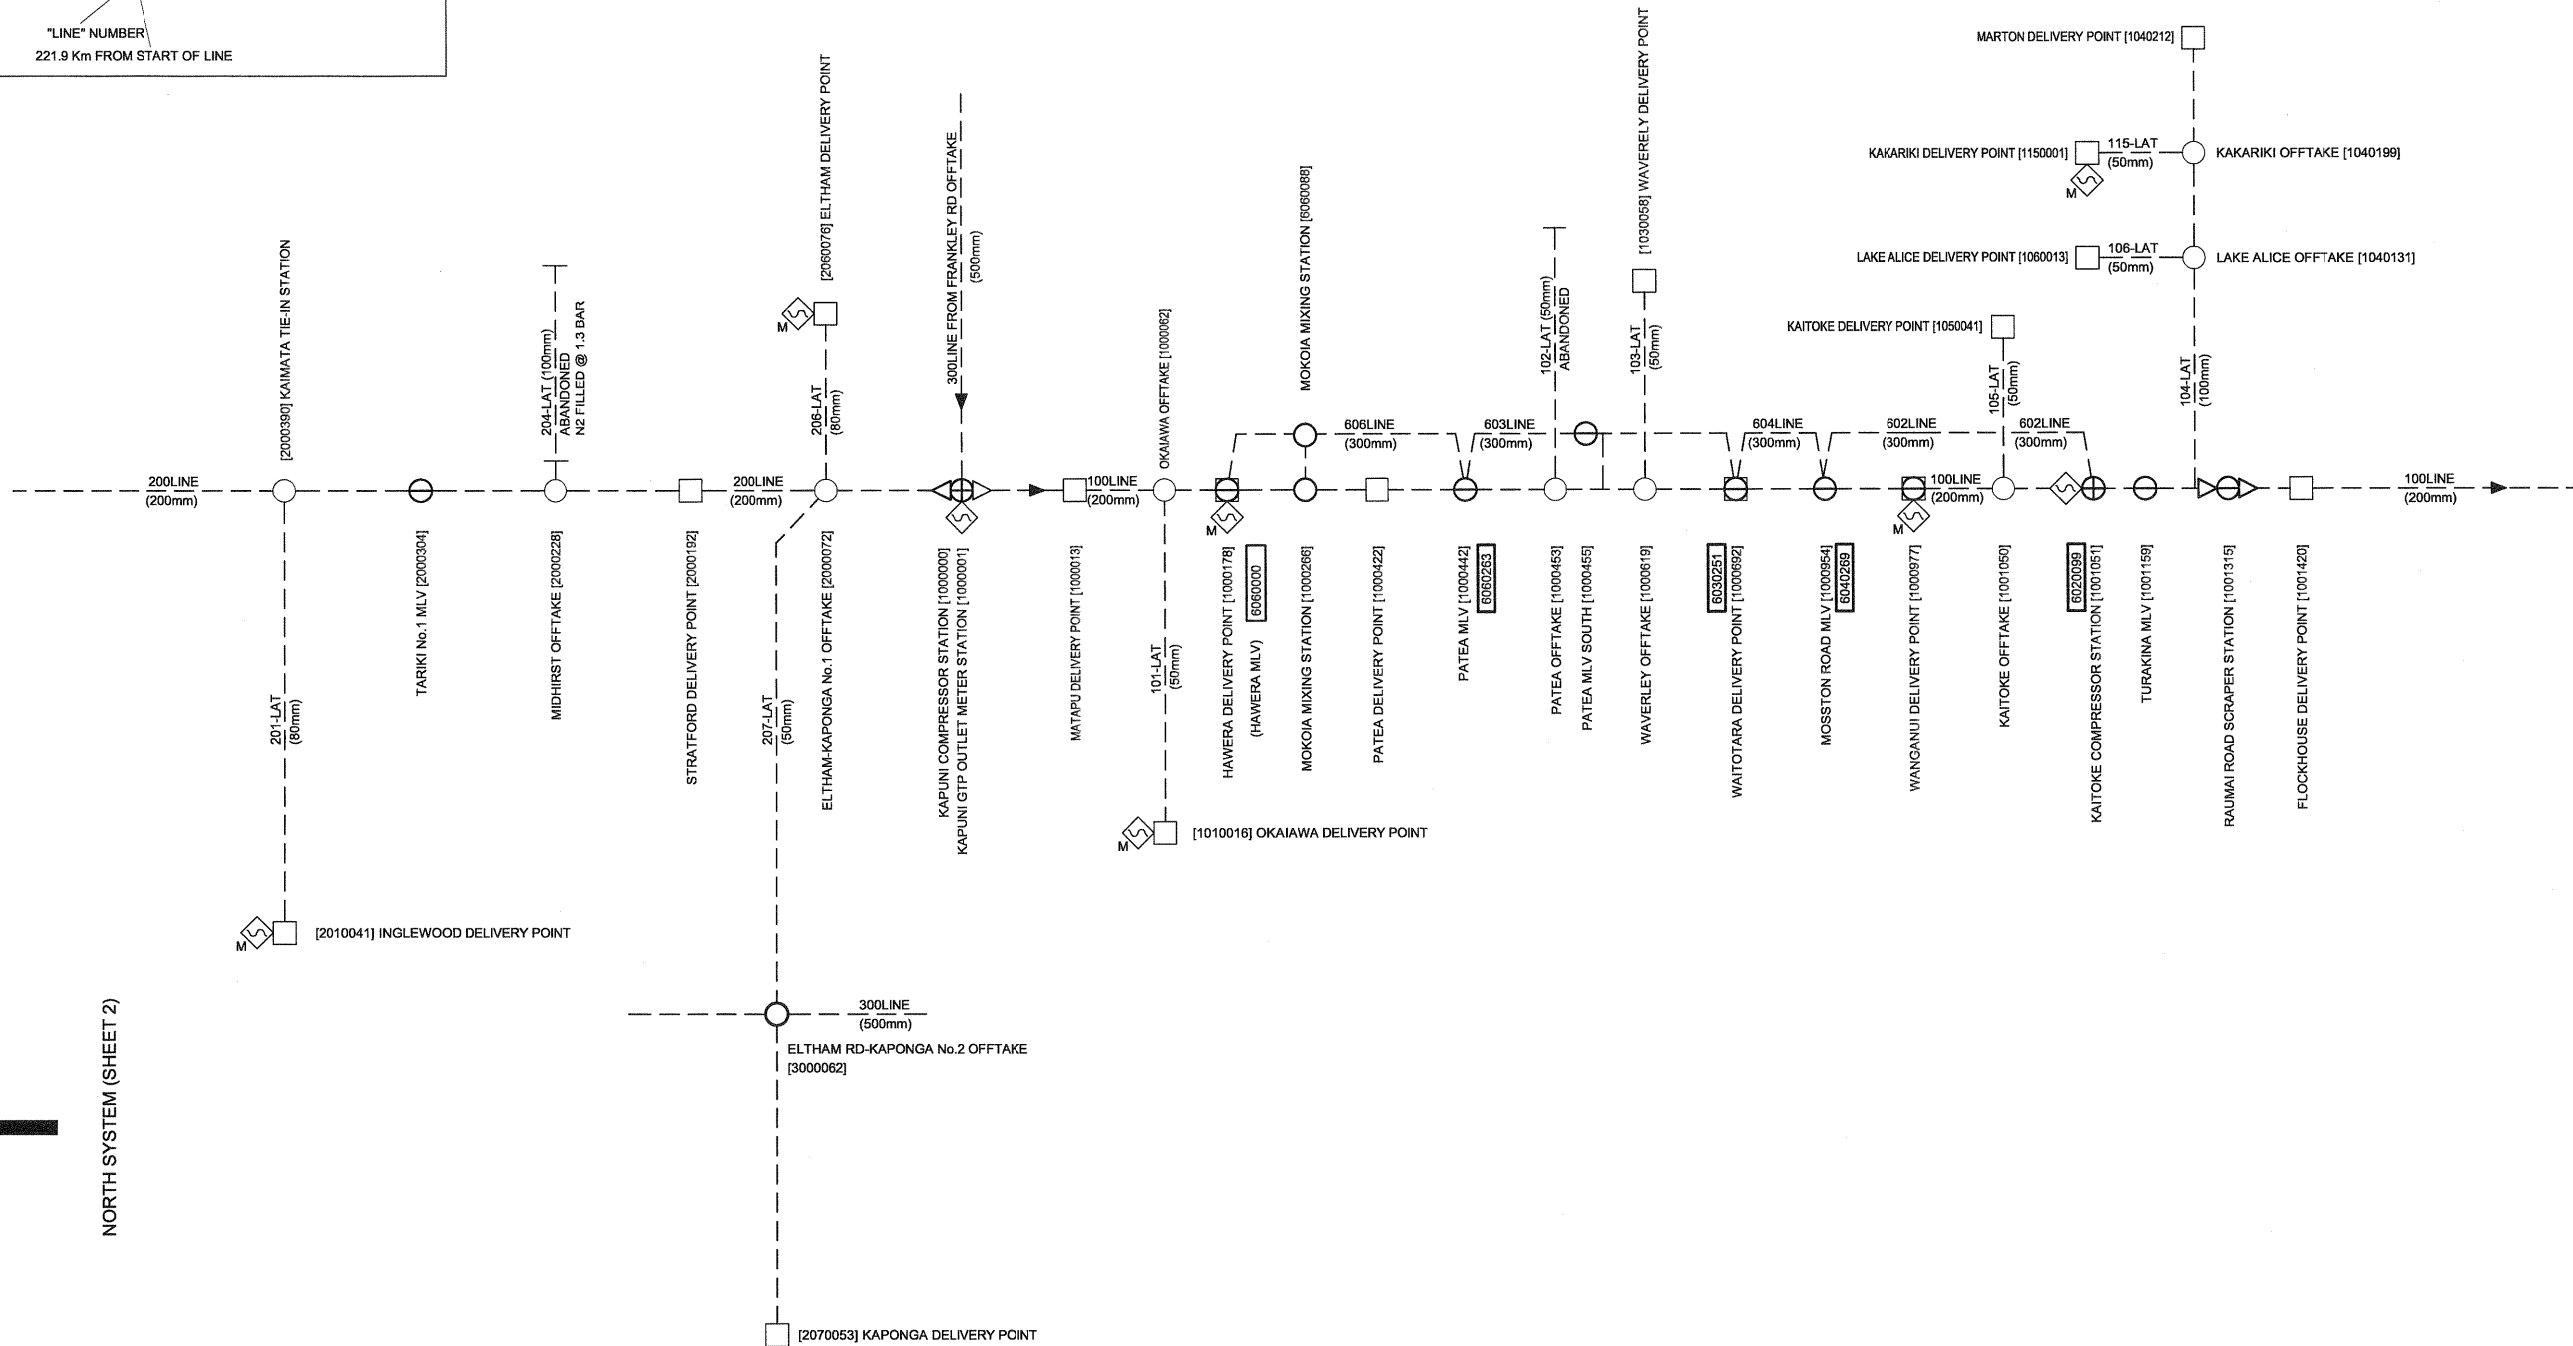 "LINE" NUMBER
221.9 Km FROM START OF LINE
MARTON DELIVERY POINT [1040212]
KAKARIKI DELIVERY POINT [1150001]
115-LAT
(50mm)
M
KAKARIKI OFFTAKE [1040199]
LAKE ALICE DELIVERY POINT [1060013]
106-LAT
(50mm)
LAKE ALICE OFFTAKE [1040131]
KAITOKE DELIVERY POINT [1050041]
105-LAT
(50mm)
104-LAT
(100mm)
[2000390] KAIMATA TIE-IN STATION
204-LAT (100mm)
ABANDONED
N2 FILLED @ 1.3 BAR
[2060076] ELTHAM DELIVERY POINT
M
206-LAT
(80mm)
300LINE FROM FRANKLEY RD OFFTAKE
(500mm)
OKAIAWA OFFTAKE [1000062]
MOKOIA MIXING STATION [6060088]
102-LAT (50mm)
ABANDONED
[1030058] WAVERELY DELIVERY POINT
103-LAT
(50mm)
606LINE
(300mm)
603LINE
(300mm)
604LINE
(300mm)
602LINE
(300mm)
602LINE
(300mm)
200LINE
(200mm)
200LINE
(200mm)
100LINE
(200mm)
M
M
100LINE
(200mm)
100LINE
(200mm)
201-LAT
(80mm)
TARIKI No.1 MLV [2000304]
MIDHIRST OFFTAKE [2000228]
STRATFORD DELIVERY POINT [2000192]
207-LAT
(50mm)
ELTHAM-KAPONGA No.1 OFFTAKE [2000072]
KAPUNI COMPRESSOR STATION [1000000]
KAPUNI GTP OUTLET METER STATION [1000001]
MATAPU DELIVERY POINT [1000013]
101-LAT
(50mm)
HAWERA DELIVERY POINT [1000178]
(HAWERA MLV)
6060000
MOKOIA MIXING STATION [1000266]
PATEA DELIVERY POINT [1000422]
PATEA MLV [1000442]
6060263
PATEA OFFTAKE [1000453]
PATEA MLV SOUTH [1000455]
WAVERLEY OFFTAKE [1000619]
6030251
WAITOTARA DELIVERY POINT [1000692]
MOSSTON ROAD MLV [1000954]
6040269
WANGANUI DELIVERY POINT [1000977]
KAITOKE OFFTAKE [1001050]
6020099
KAITOKE COMPRESSOR STATION [1001051]
TURAKINA MLV [1001159]
RAUMAI ROAD SCRAPER STATION [1001315]
FLOCKHOUSE DELIVERY POINT [1001420]
M
[1010016] OKAIAWA DELIVERY POINT
M
[2010041] INGLEWOOD DELIVERY POINT
300LINE
(500mm)
ELTHAM RD-KAPONGA No.2 OFFTAKE
[3000062]
NORTH SYSTEM (SHEET 2)
[2070053] KAPONGA DELIVERY POINT